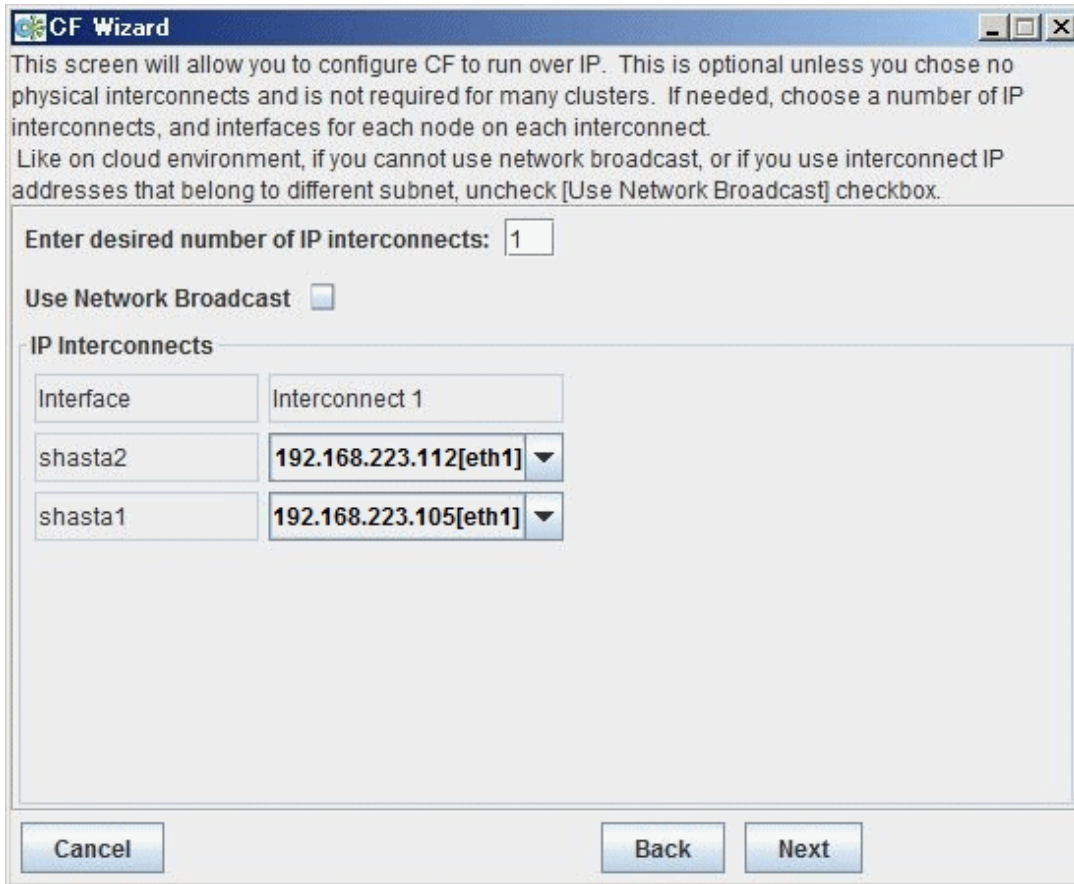 CF Wizard
This screen will allow you to configure CF to run over IP. This is optional unless you chose no
physical interconnects and is not required for many clusters. If needed, choose a number of IP
interconnects, and interfaces for each node on each interconnect.
Like on cloud environment, if you cannot use network broadcast, or if you use interconnect IP
addresses that belong to different subnet, uncheck [Use Network Broadcast] checkbox.
Enter desired number of IP interconnects: 1
Use Network Broadcast
IP Interconnects
Interface Interconnect 1
shasta2 192.168.223.112[eth1]
shasta1 192.168.223.105[eth1]
Cancel Back Next